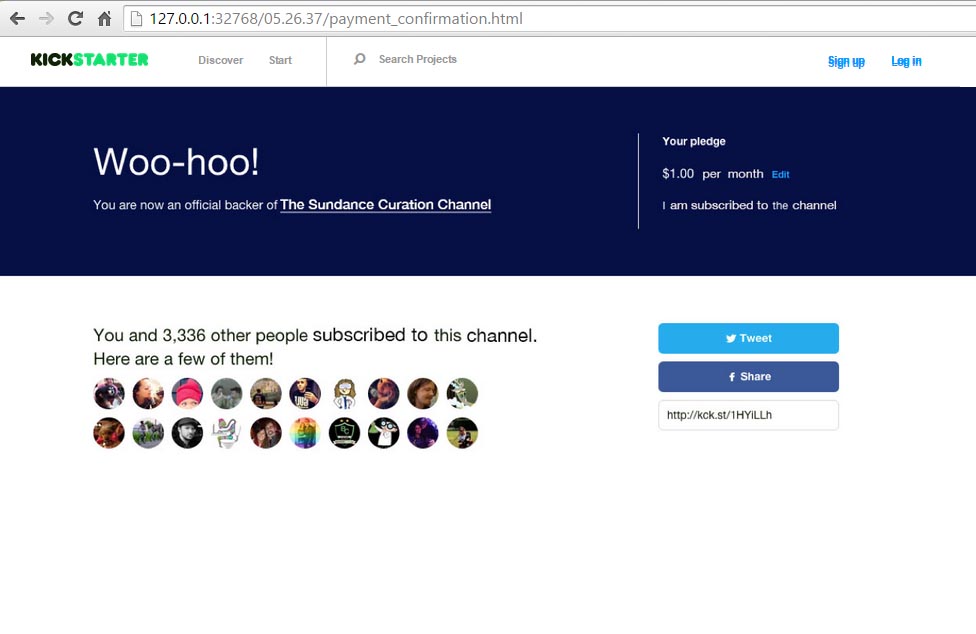 127.0.0.1:32768/05.26.37/payment_confirmation.html
KICKSTARTER Discover Start Search Projects Sign up Log in
Woo-hoo!
You are now an official backer of The Sundance Curation Channel
Your pledge
$1.00 per month Edit
I am subscribed to the channel
You and 3,336 other people subscribed to this channel.
Here are a few of them!
Tweet
Share
http://kck.st/1HYiLLh